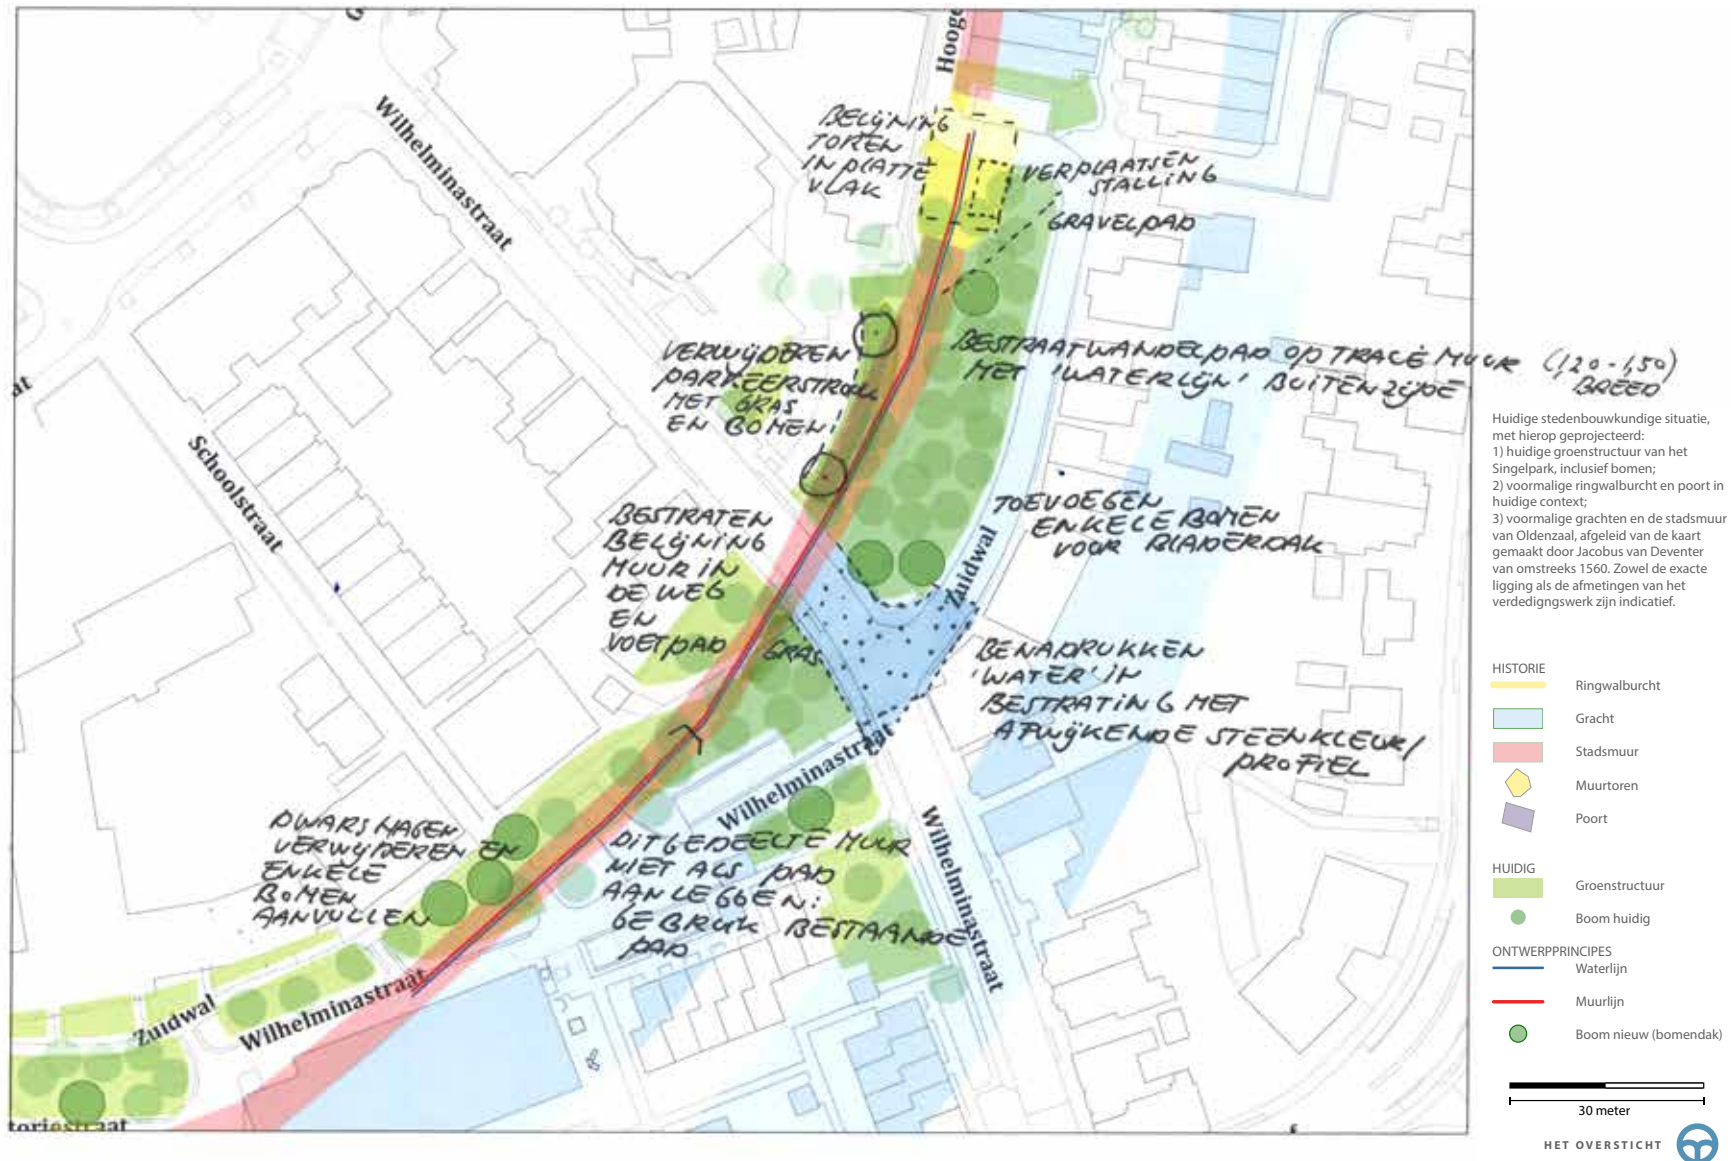 Hooge
Wilhelminastraat
BELIJNING
TOREN
IN PLATTE
VLAK
VERPLAATSEN
STALLING
GRAVELPAD
VERWIJDEREN
PARKEERSTROOK
MET GRAS
EN BOMEN
BESTRAAT WANDELPAD OP TRACÉ MUUR (1,20-1,50)
MET 'WATERLIJN' BUITENZIJDE BREED
Schoolstraat
BESTRATEN
BELIJNING
MUUR IN
DE WEG
EN
VOETPAD
GRAS
TOEVOEGEN
ENKELE BOMEN
VOOR BLADERDAK
Zuidwal
BENADRUKKEN
'WATER' IN
BESTRATING MET
AFWIJKENDE STEENKLEUR/
PROFIEL
Wilhelminastraat
Wilhelminastraat
DWARSHAGEN
VERWIJDEREN EN
ENKELE
BOMEN
AANVULLEN
DIT GEDEELTE MUUR
NIET ALS PAD
AANLEGGEN:
GEBRUIK BESTAANDE
PAD
Zuidwal
Wilhelminastraat
toriestraat
at
Huidige stedenbouwkundige situatie,
met hierop geprojecteerd:
1) huidige groenstructuur van het
Singelpark, inclusief bomen;
2) voormalige ringwalburcht en poort in
huidige context;
3) voormalige grachten en de stadsmuur
van Oldenzaal, afgeleid van de kaart
gemaakt door Jacobus van Deventer
van omstreeks 1560. Zowel de exacte
ligging als de afmetingen van het
verdedigingswerk zijn indicatief.
HISTORIE
Ringwalburcht
Gracht
Stadsmuur
Muurtoren
Poort
HUIDIG
Groenstructuur
Boom huidig
ONTWERPPRINCIPES
Waterlijn
Muurlijn
Boom nieuw (bomendak)
30 meter
HET OVERSTICHT